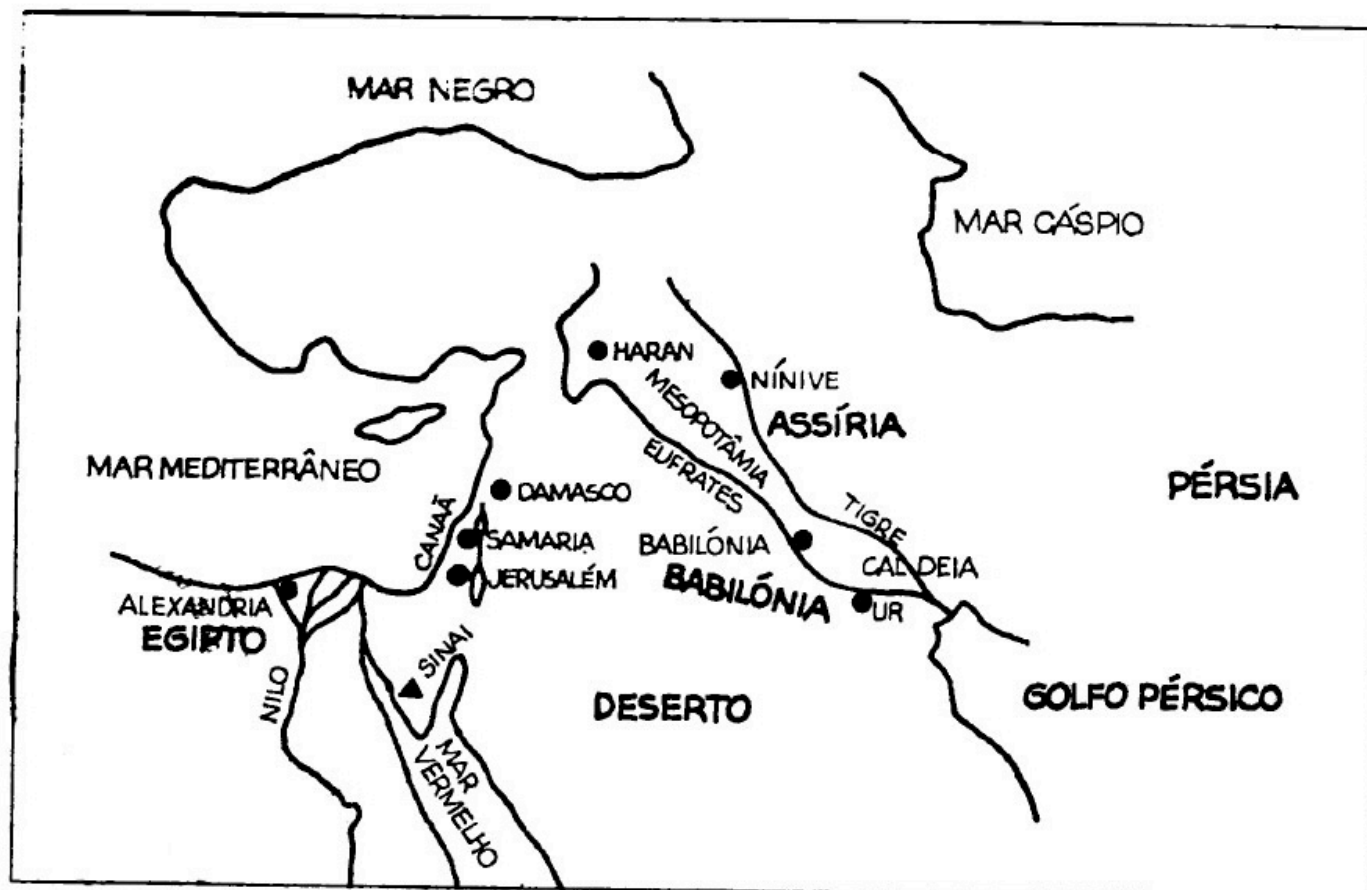 MAR NEGRO
MAR CÁSPIO
HARAN
NÍNIVE
MESOPOTÂMIA
ASSÍRIA
MAR MEDITERRÂNEO
EUFRATES
PÉRSIA
DAMASCO
CANAÃ
TIGRE
SAMARIA
BABILÓNIA
CALDEIA
JERUSALÉM
BABILÓNIA
ALEXANDRIA
UR
EGIPTO
SINAI
NILO
DESERTO
GOLFO PÉRSICO
MAR
VERMELHO